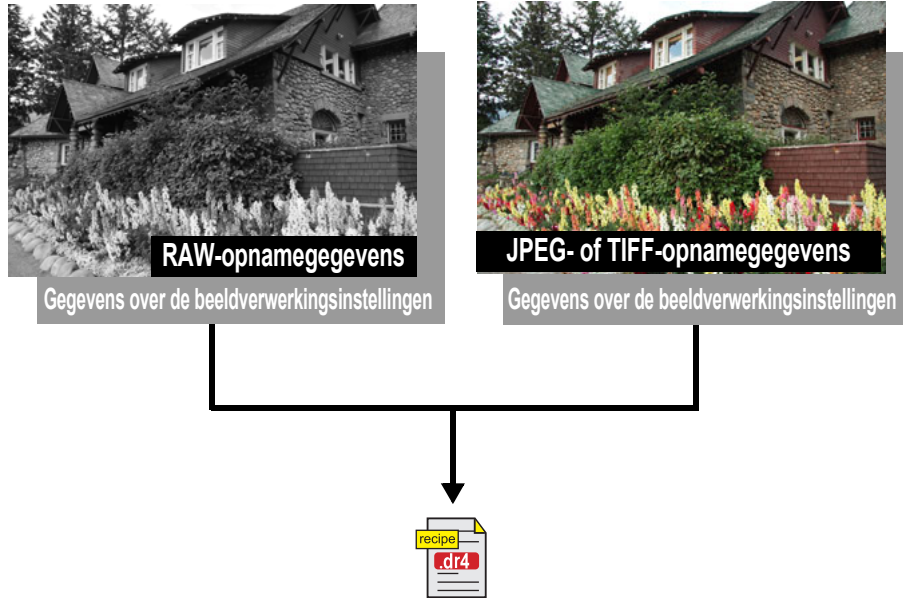 RAW-opnamegegevens
Gegevens over de beeldverwerkingsinstellingen
JPEG- of TIFF-opnamegegevens
Gegevens over de beeldverwerkingsinstellingen
recipe
.dr4